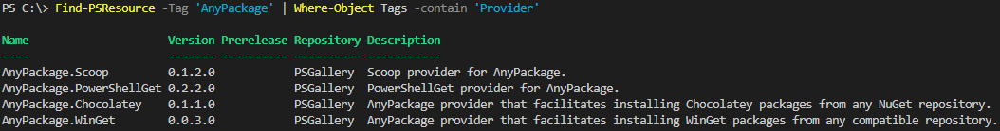 PS C:\> Find-PSResource -Tag 'AnyPackage' | Where-Object Tags -contain 'Provider'
Name Version Prerelease Repository Description
---- ------- ---------- ---------- -----------
AnyPackage.Scoop 0.1.2.0 PSGallery Scoop provider for AnyPackage.
AnyPackage.PowerShellGet 0.2.2.0 PSGallery PowerShellGet provider for AnyPackage.
AnyPackage.Chocolatey 0.1.1.0 PSGallery AnyPackage provider that facilitates installing Chocolatey packages from any NuGet repository.
AnyPackage.WinGet 0.0.3.0 PSGallery AnyPackage provider that facilitates installing WinGet packages from any compatible repository.